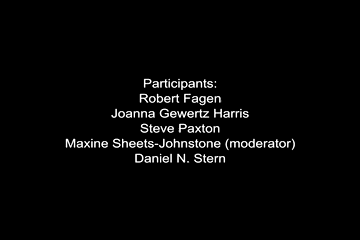 Participants:
Robert Fagen
Joanna Gewertz Harris
Steve Paxton
Maxine Sheets-Johnstone (moderator)
Daniel N. Stern